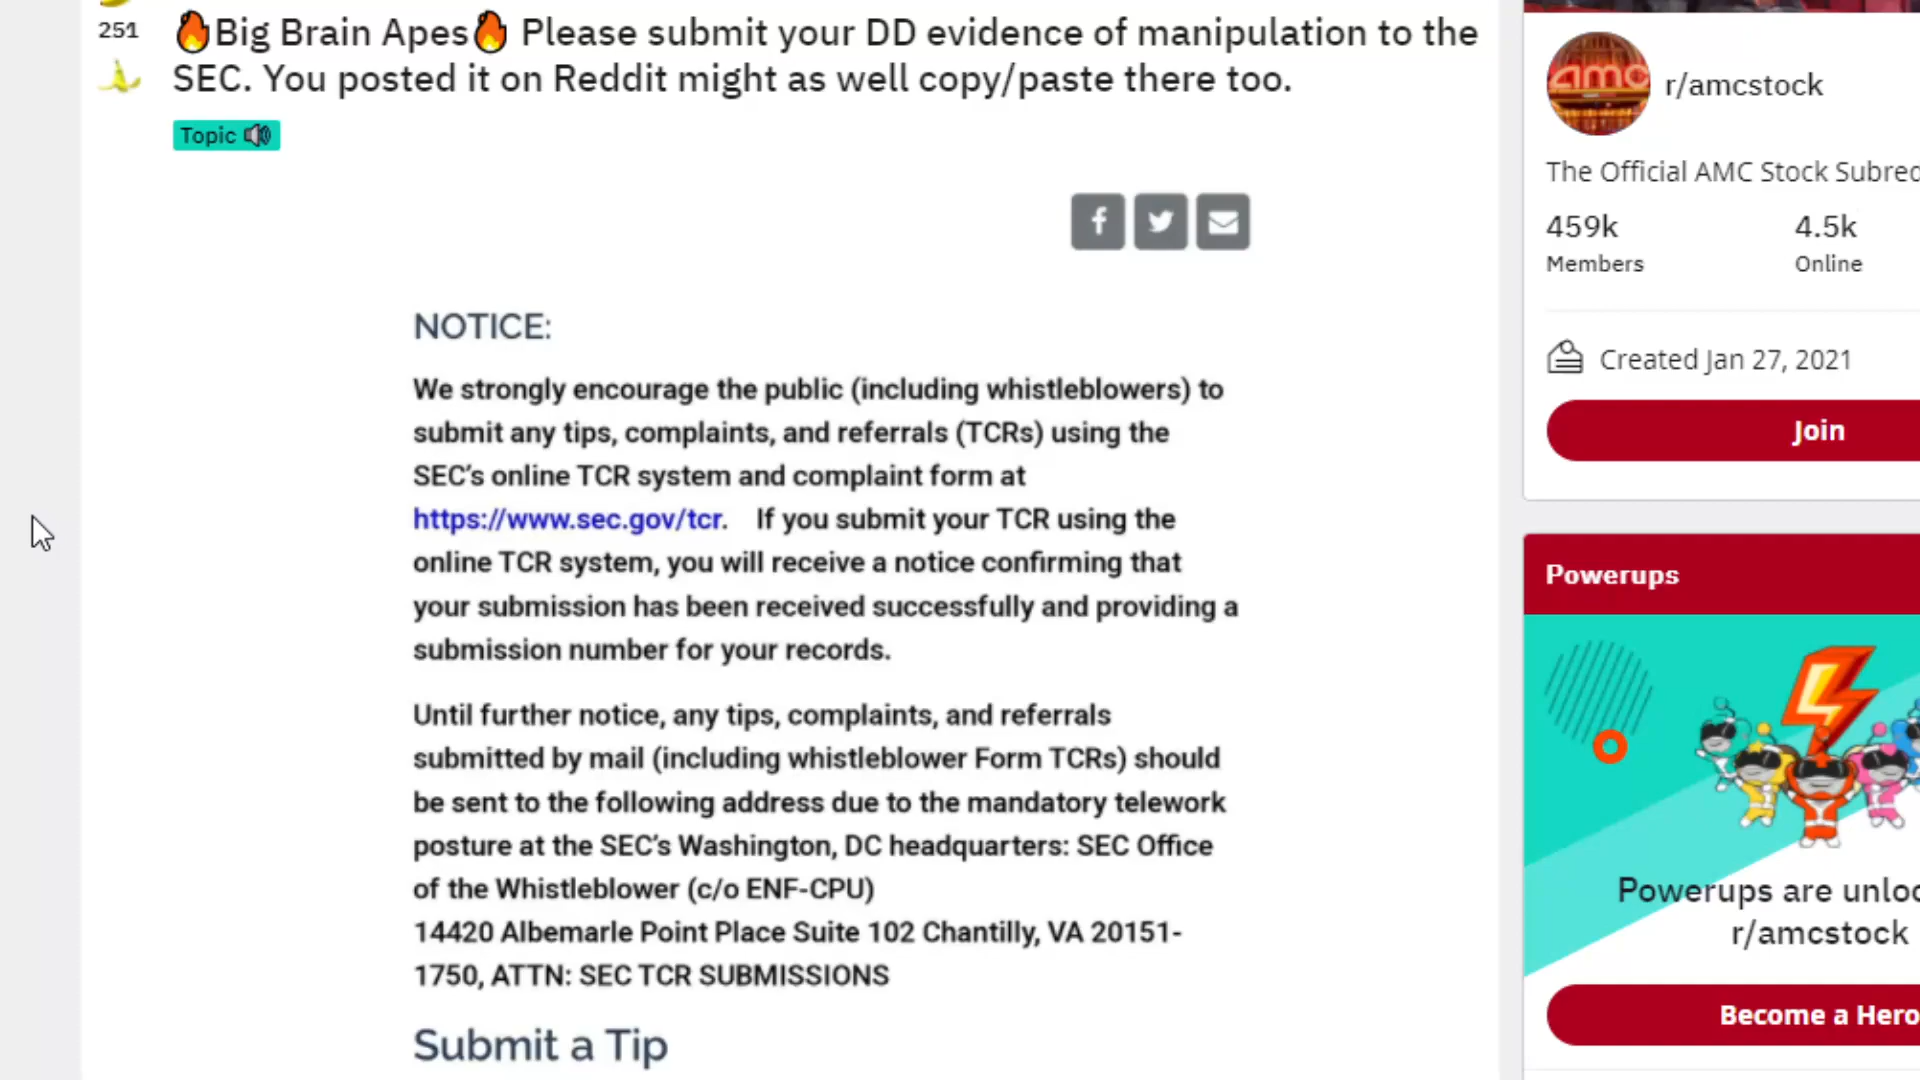 251
🔥Big Brain Apes🔥 Please submit your DD evidence of manipulation to the
SEC. You posted it on Reddit might as well copy/paste there too.
Topic 🔊
NOTICE:
We strongly encourage the public (including whistleblowers) to
submit any tips, complaints, and referrals (TCRs) using the
SEC's online TCR system and complaint form at
https://www.sec.gov/tcr. If you submit your TCR using the
online TCR system, you will receive a notice confirming that
your submission has been received successfully and providing a
submission number for your records.
Until further notice, any tips, complaints, and referrals
submitted by mail (including whistleblower Form TCRs) should
be sent to the following address due to the mandatory telework
posture at the SEC's Washington, DC headquarters: SEC Office
of the Whistleblower (c/o ENF-CPU)
14420 Albemarle Point Place Suite 102 Chantilly, VA 20151-
1750, ATTN: SEC TCR SUBMISSIONS
Submit a Tip
amc
r/amcstock
The Official AMC Stock Subred
459k
4.5k
Members
Online
Created Jan 27, 2021
Join
Powerups
Powerups are unloc
r/amcstock
Become a Hero